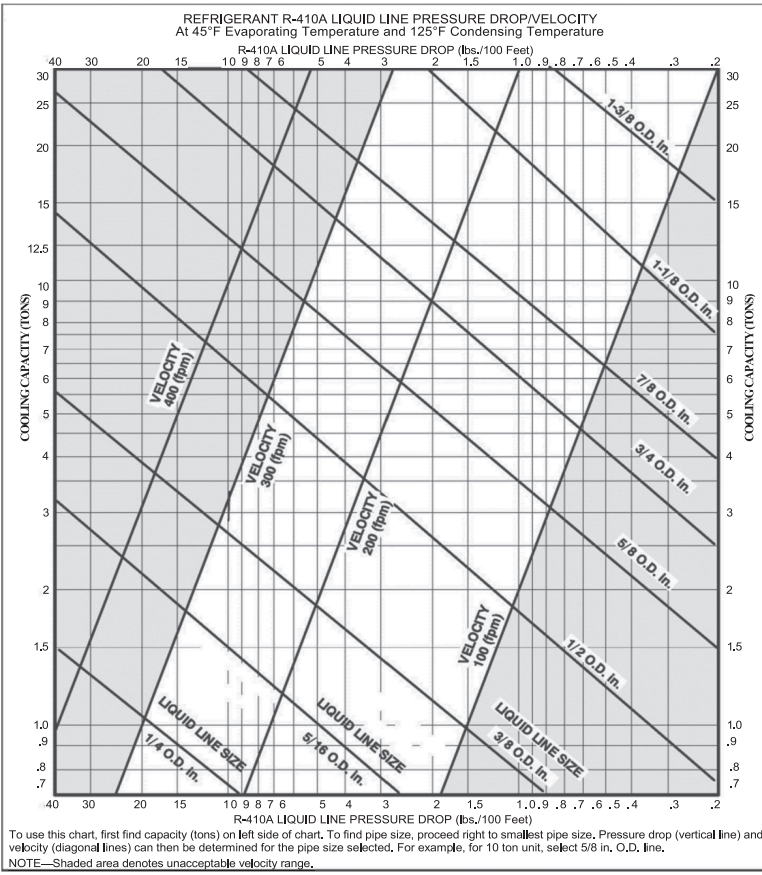 REFRIGERANT R-410A LIQUID LINE PRESSURE DROP/VELOCITY
At 45°F Evaporating Temperature and 125°F Condensing Temperature
R-410A LIQUID LINE PRESSURE DROP (lbs./100 Feet)
40 30 20 15 10 9 8 7 6 5 4 3 2 1.5 1.0 .9 .8 .7 .6 .5 .4 .3 .2
30 30
25 25
20 20
15 15
12.5
10 10
9 9
8 8
7 7
6 6
5 5
4 4
3 3
2 2
1.5 1.5
1.0 1.0
.9 .9
.8 .8
.7 .7
COOLING CAPACITY (TONS)
COOLING CAPACITY (TONS)
1-3/8 O.D. in.
1-1/8 O.D. in.
7/8 O.D. in.
3/4 O.D. in.
5/8 O.D. in.
1/2 O.D. in.
VELOCITY
400 (fpm)
VELOCITY
300 (fpm)
VELOCITY
200 (fpm)
VELOCITY
100 (fpm)
LIQUID LINE SIZE
1/4 O.D. in.
LIQUID LINE SIZE
5/16 O.D. in.
LIQUID LINE SIZE
3/8 O.D. in.
40 30 20 15 10 9 8 7 6 5 4 3 2 1.5 1.0 .9 .8 .7 .6 .5 .4 .3 .2
R-410A LIQUID LINE PRESSURE DROP (lbs./100 Feet)
To use this chart, first find capacity (tons) on left side of chart. To find pipe size, proceed right to smallest pipe size. Pressure drop (vertical line) and
velocity (diagonal lines) can then be determined for the pipe size selected. For example, for 10 ton unit, select 5/8 in. O.D. line.
NOTE—Shaded area denotes unacceptable velocity range.